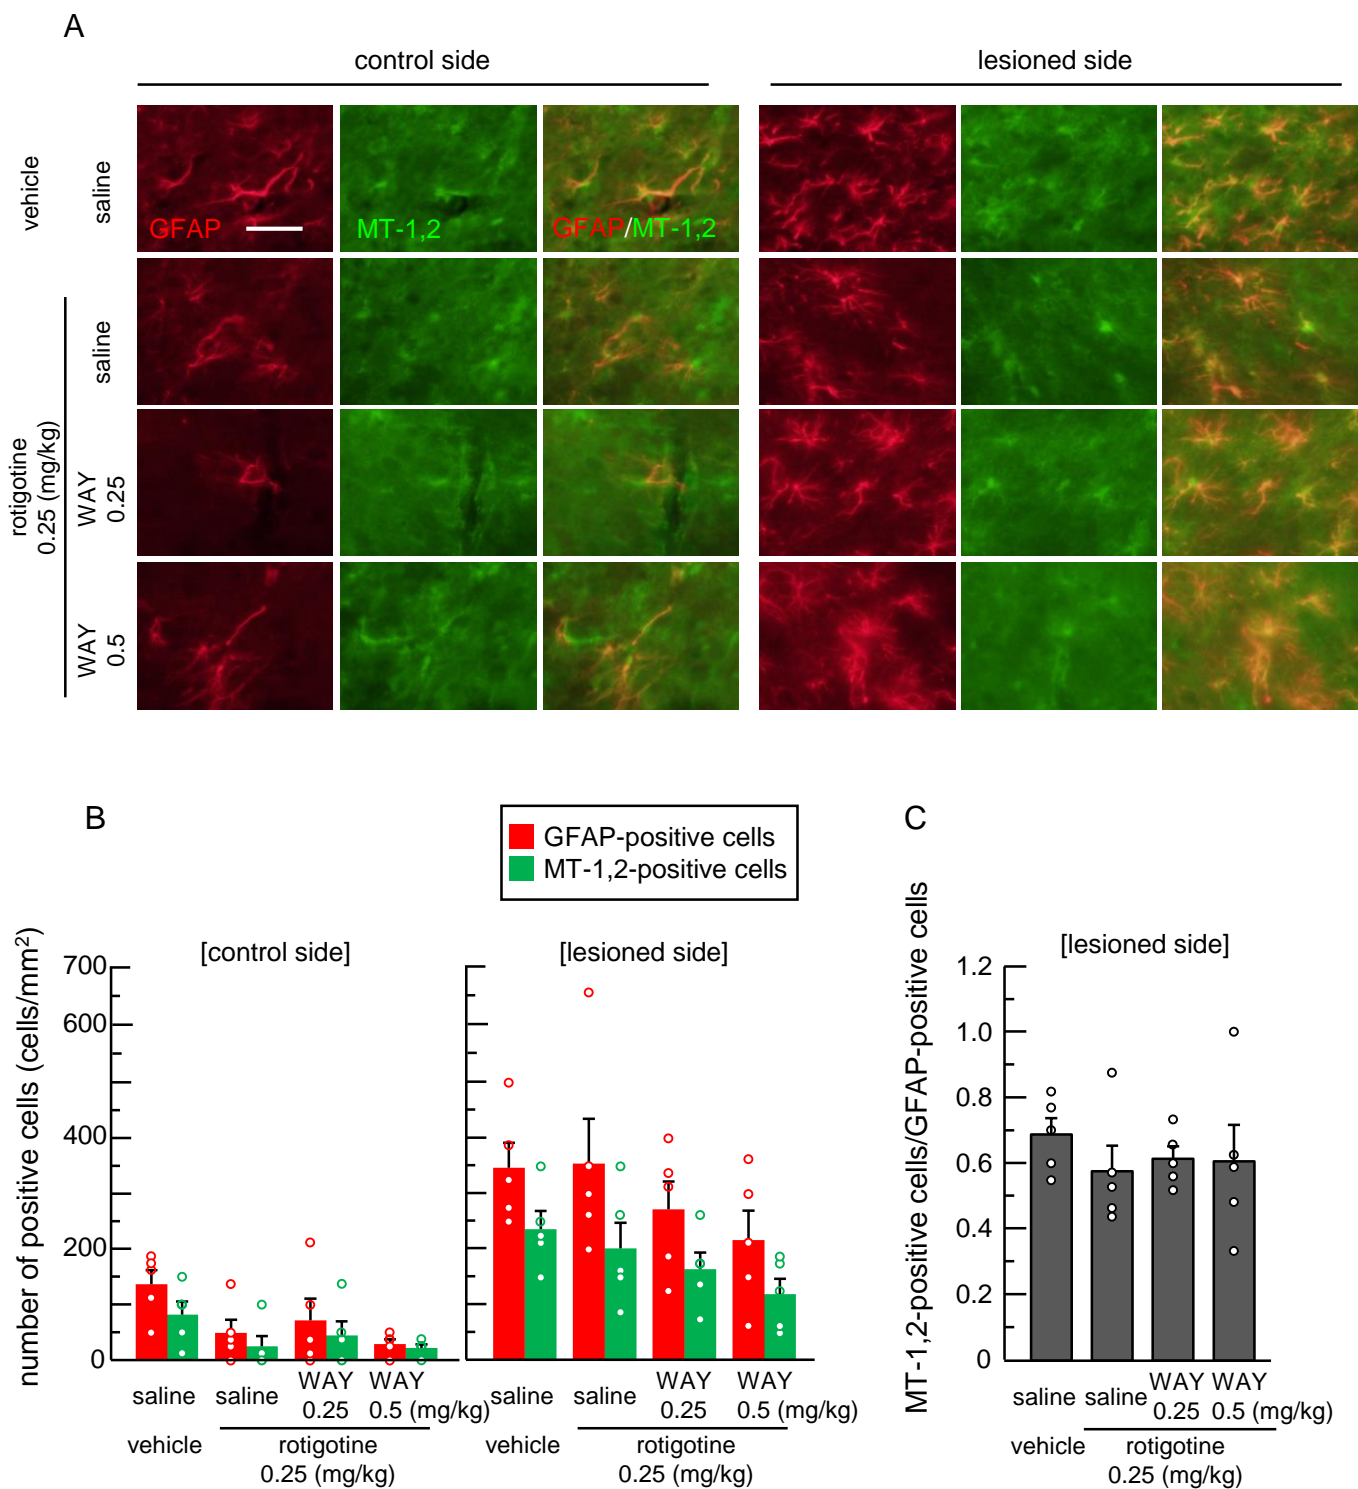 A
control side
lesioned side
vehicle
saline
GFAP
MT-1,2
GFAP/MT-1,2
rotigotine
0.25 (mg/kg)
saline
WAY
0.25
WAY
0.5
B
GFAP-positive cells
MT-1,2-positive cells
number of positive cells (cells/mm²)
[control side]
700
600
400
200
0
[lesioned side]
saline
saline
WAY
0.25
WAY
0.5 (mg/kg)
vehicle
rotigotine
0.25 (mg/kg)
saline
saline
WAY
0.25
WAY
0.5 (mg/kg)
vehicle
rotigotine
0.25 (mg/kg)
C
MT-1,2-positive cells/GFAP-positive cells
[lesioned side]
1.2
1.0
0.8
0.6
0.4
0.2
0
saline
saline
WAY
0.25
WAY
0.5 (mg/kg)
vehicle
rotigotine
0.25 (mg/kg)